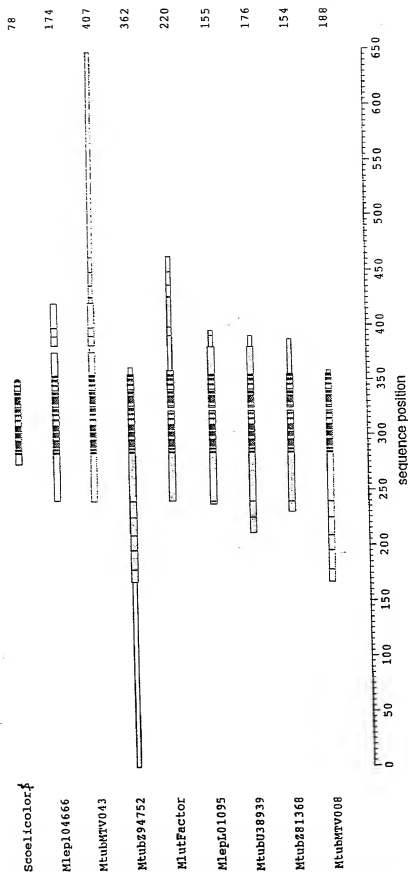 Scoelicolor 78
Mlepl04666 174
MtubMTV043 407
MtubZ94752 362
MlutFactor 220
MlepL01095 155
MtubU38939 176
MtubZ81368 154
MtubMTV008 188
0 50 100 150 200 250 300 350 400 450 500 550 600 650
sequence position